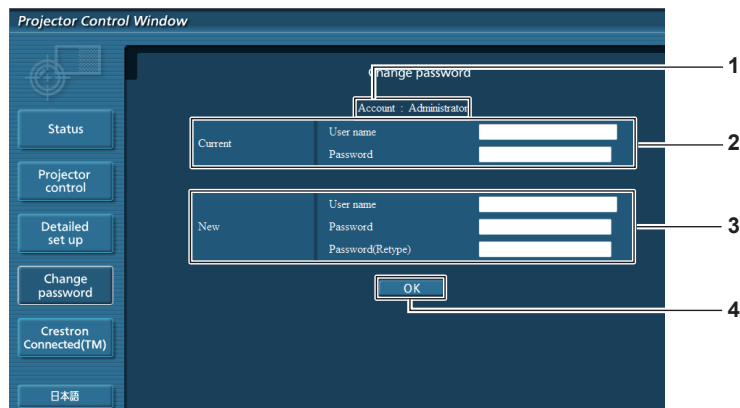 Projector Control Window
Change password
1
Account : Administrator
Status
Current
User name
Password
2
Projector
control
New
User name
Password
Password(Retype)
3
Detailed
set up
Change
password
OK
4
Crestron
Connected(TM)
日本語